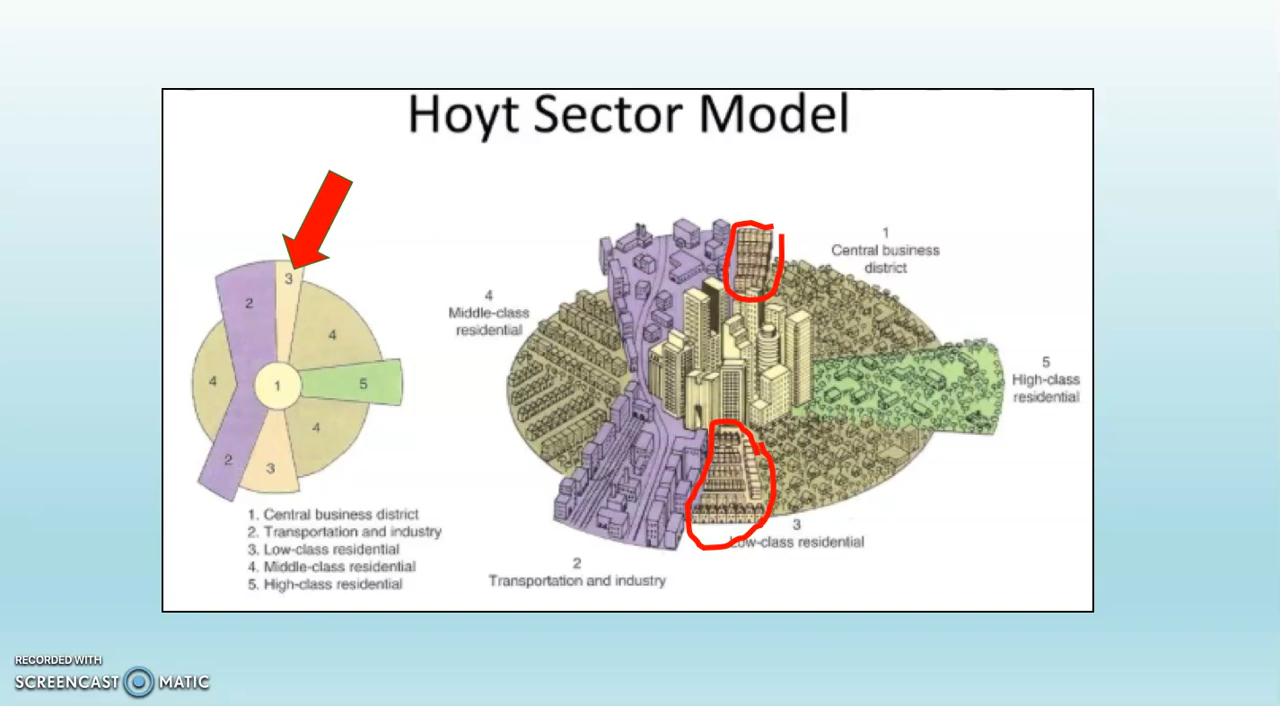 Hoyt Sector Model
3
2
4
4
1
5
4
2
3
1. Central business district
2. Transportation and industry
3. Low-class residential
4. Middle-class residential
5. High-class residential
1
Central business
district
4
Middle-class
residential
5
High-class
residential
3
Low-class residential
2
Transportation and industry
RECORDED WITH
SCREENCAST MATIC